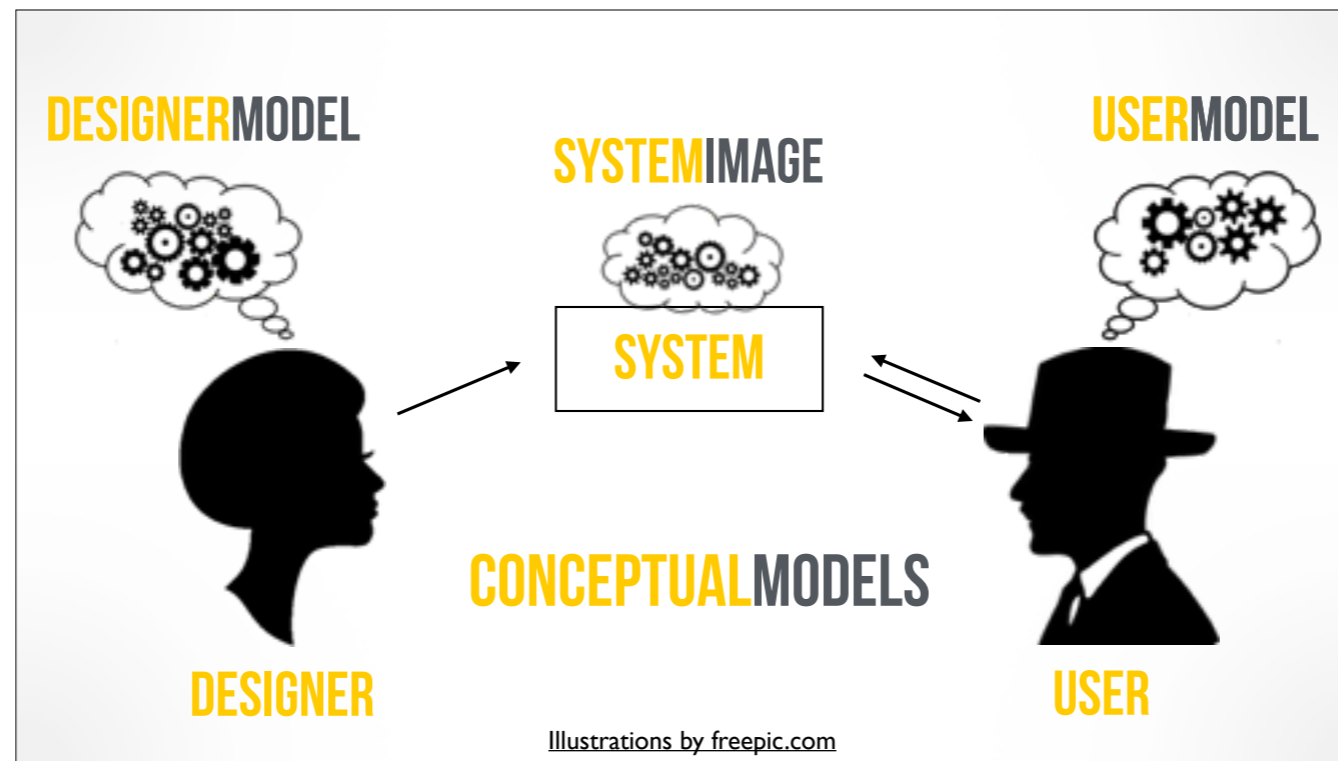 DESIGNERMODEL
USERMODEL
SYSTEMIMAGE
SYSTEM
CONCEPTUALMODELS
DESIGNER
USER
Illustrations by freepic.com